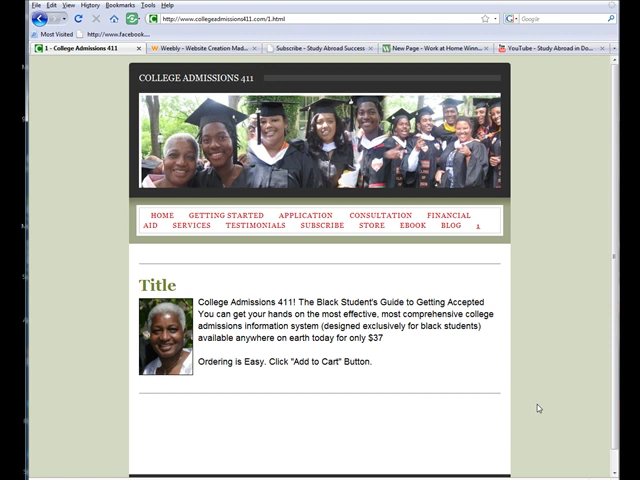 File Edit View History Bookmarks Tools Help
http://www.collegeadmissions411.com/1.html
Google
Most Visited http://www.facebook....
1 - College Admissions 411 Weebly - Website Creation Mad... Subscribe - Study Abroad Success New Page - Work at Home Winn... YouTube - Study Abroad in Do...
COLLEGE ADMISSIONS 411
HOME GETTING STARTED APPLICATION CONSULTATION FINANCIAL
AID SERVICES TESTIMONIALS SUBSCRIBE STORE EBOOK BLOG 1
Title
College Admissions 411! The Black Student's Guide to Getting Accepted
You can get your hands on the most effective, most comprehensive college
admissions information system (designed exclusively for black students)
available anywhere on earth today for only $37
Ordering is Easy. Click "Add to Cart" Button.